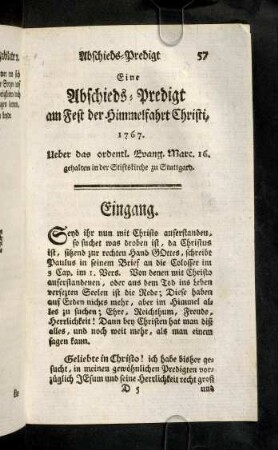 Abschieds-Predigt 57
Eine
Abschieds-Predigt
am Fest der Himmelfahrt Christi,
1767.
Ueber das ordentl. Evang. Marc. 16.
gehalten in der Stiftskirche zu Stuttgard.
Eingang.
Seyd ihr nun mit Christo auferstanden,
so suchet was droben ist, da Christus
ist, sitzend zur rechten Hand GOttes, schreibt
Paulus in seinem Brief an die Colosser im
3 Cap. im 1. Vers. Von denen mit Christo
auferstandenen, oder aus dem Tod ins Leben
versetzten Seelen ist die Rede; Diese haben
auf Erden nichts mehr, aber im Himmel al-
les zu suchen; Ehre, Reichthum, Freude,
Herrlichkeit! Dann bey Christen hat man diß
alles, und noch weit mehr, als man einem
sagen kann.
Geliebte in Christo! ich habe bisher ge-
sucht, in meinen gewöhnlichen Predigten vor-
züglich JEsum und seine Herrlichkeit recht groß
D 5 und